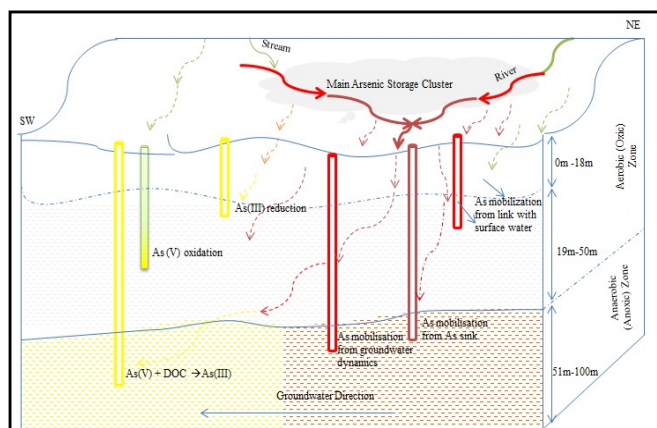 NE
Stream
Main Arsenic Storage Cluster
River
SW
0m -18m
Aerobic (Oxic)
Zone
As(III) reduction
As mobilization
from link with
surface water
As (V) oxidation
19m-50m
Anaerobic
(Anoxic) Zone
As mobilisation
from groundwater
dynamics
As mobilisation
from As sink
As(V) + DOC →As(III)
51m-100m
Groundwater Direction